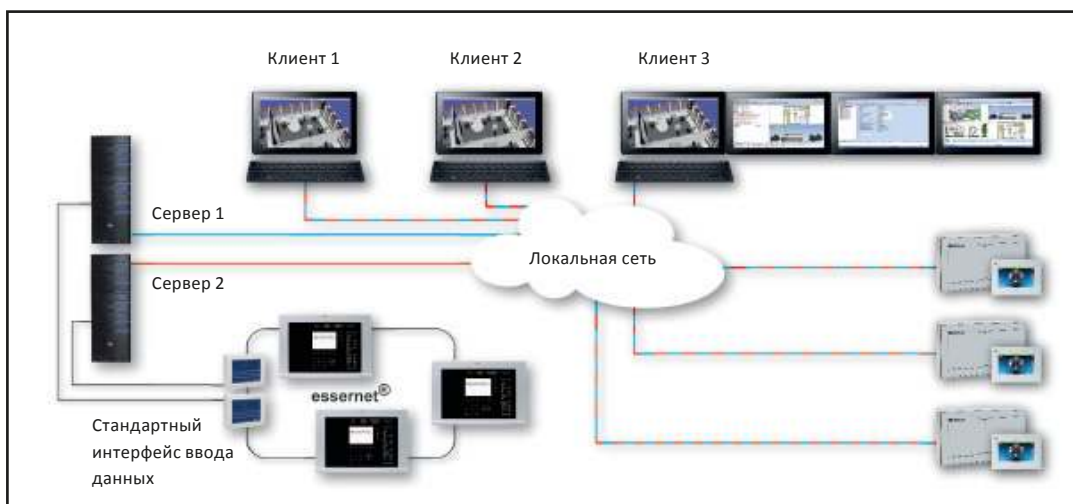 Клиент 1
Клиент 2
Клиент 3
Сервер 1
Локальная сеть
Сервер 2
essernet®
Стандартный
интерфейс ввода
данных